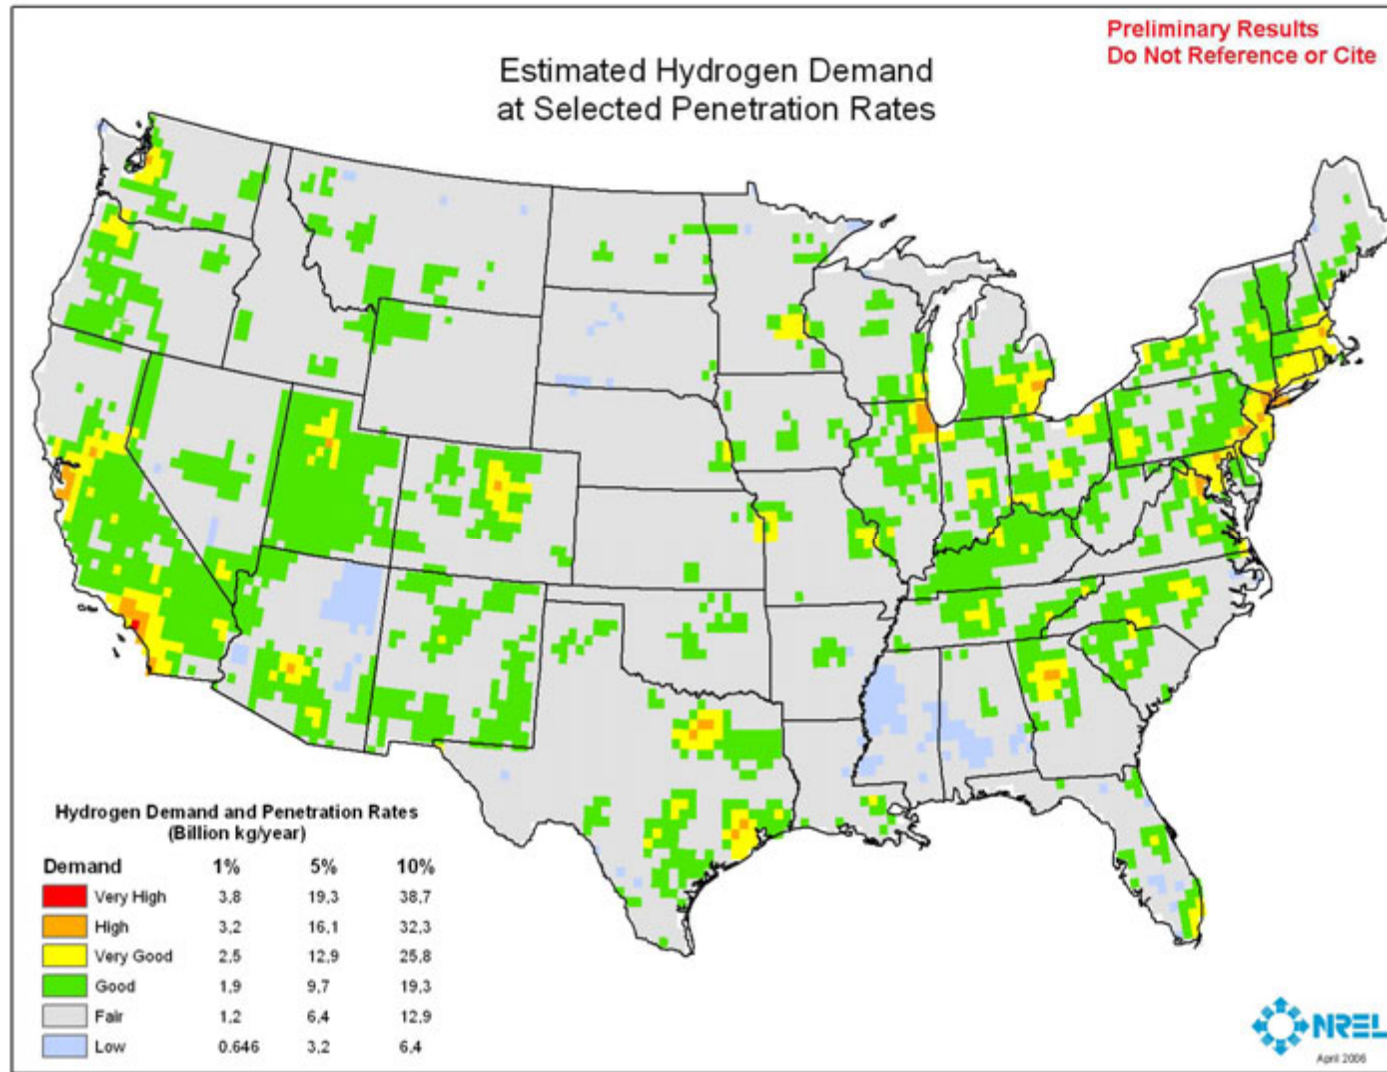 Preliminary Results
Do Not Reference or Cite
Estimated Hydrogen Demand
at Selected Penetration Rates
Hydrogen Demand and Penetration Rates
(Billion kg/year)
Demand 1% 5% 10%
Very High 3.8 19.3 38.7
High 3.2 16.1 32.3
Very Good 2.5 12.9 25.8
Good 1.9 9.7 19.3
Fair 1.2 6.4 12.9
Low 0.646 3.2 6.4
NREL
April 2006